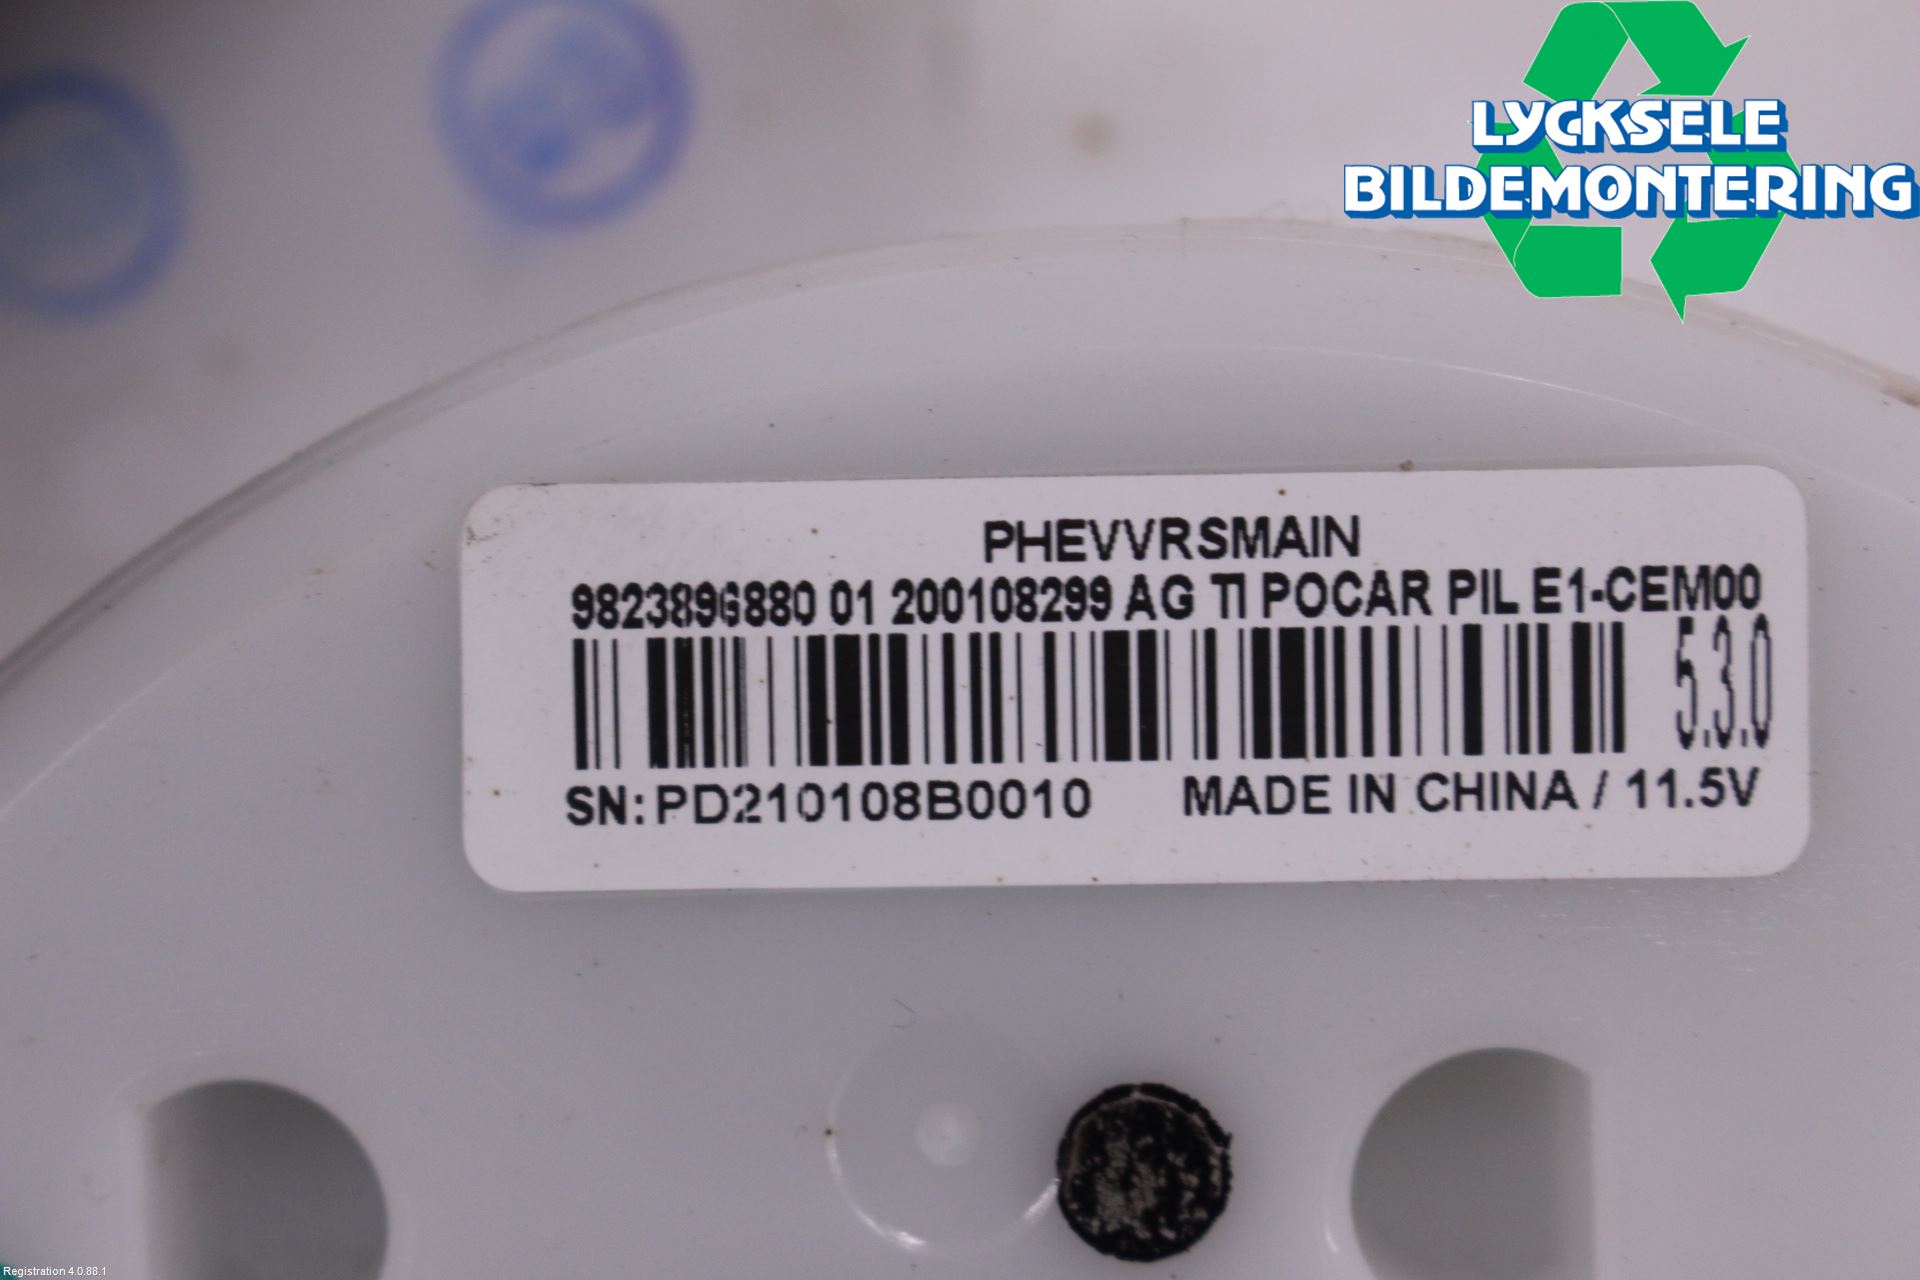 LYCKSELE
BILDEMONTERING
PHEVVRSMAIN
9823896880 01 200108299 AG TI POCAR PIL E1-CEM00
5.3.0
SN: PD210108B0010 MADE IN CHINA / 11.5V
Registration 4.0.88.1